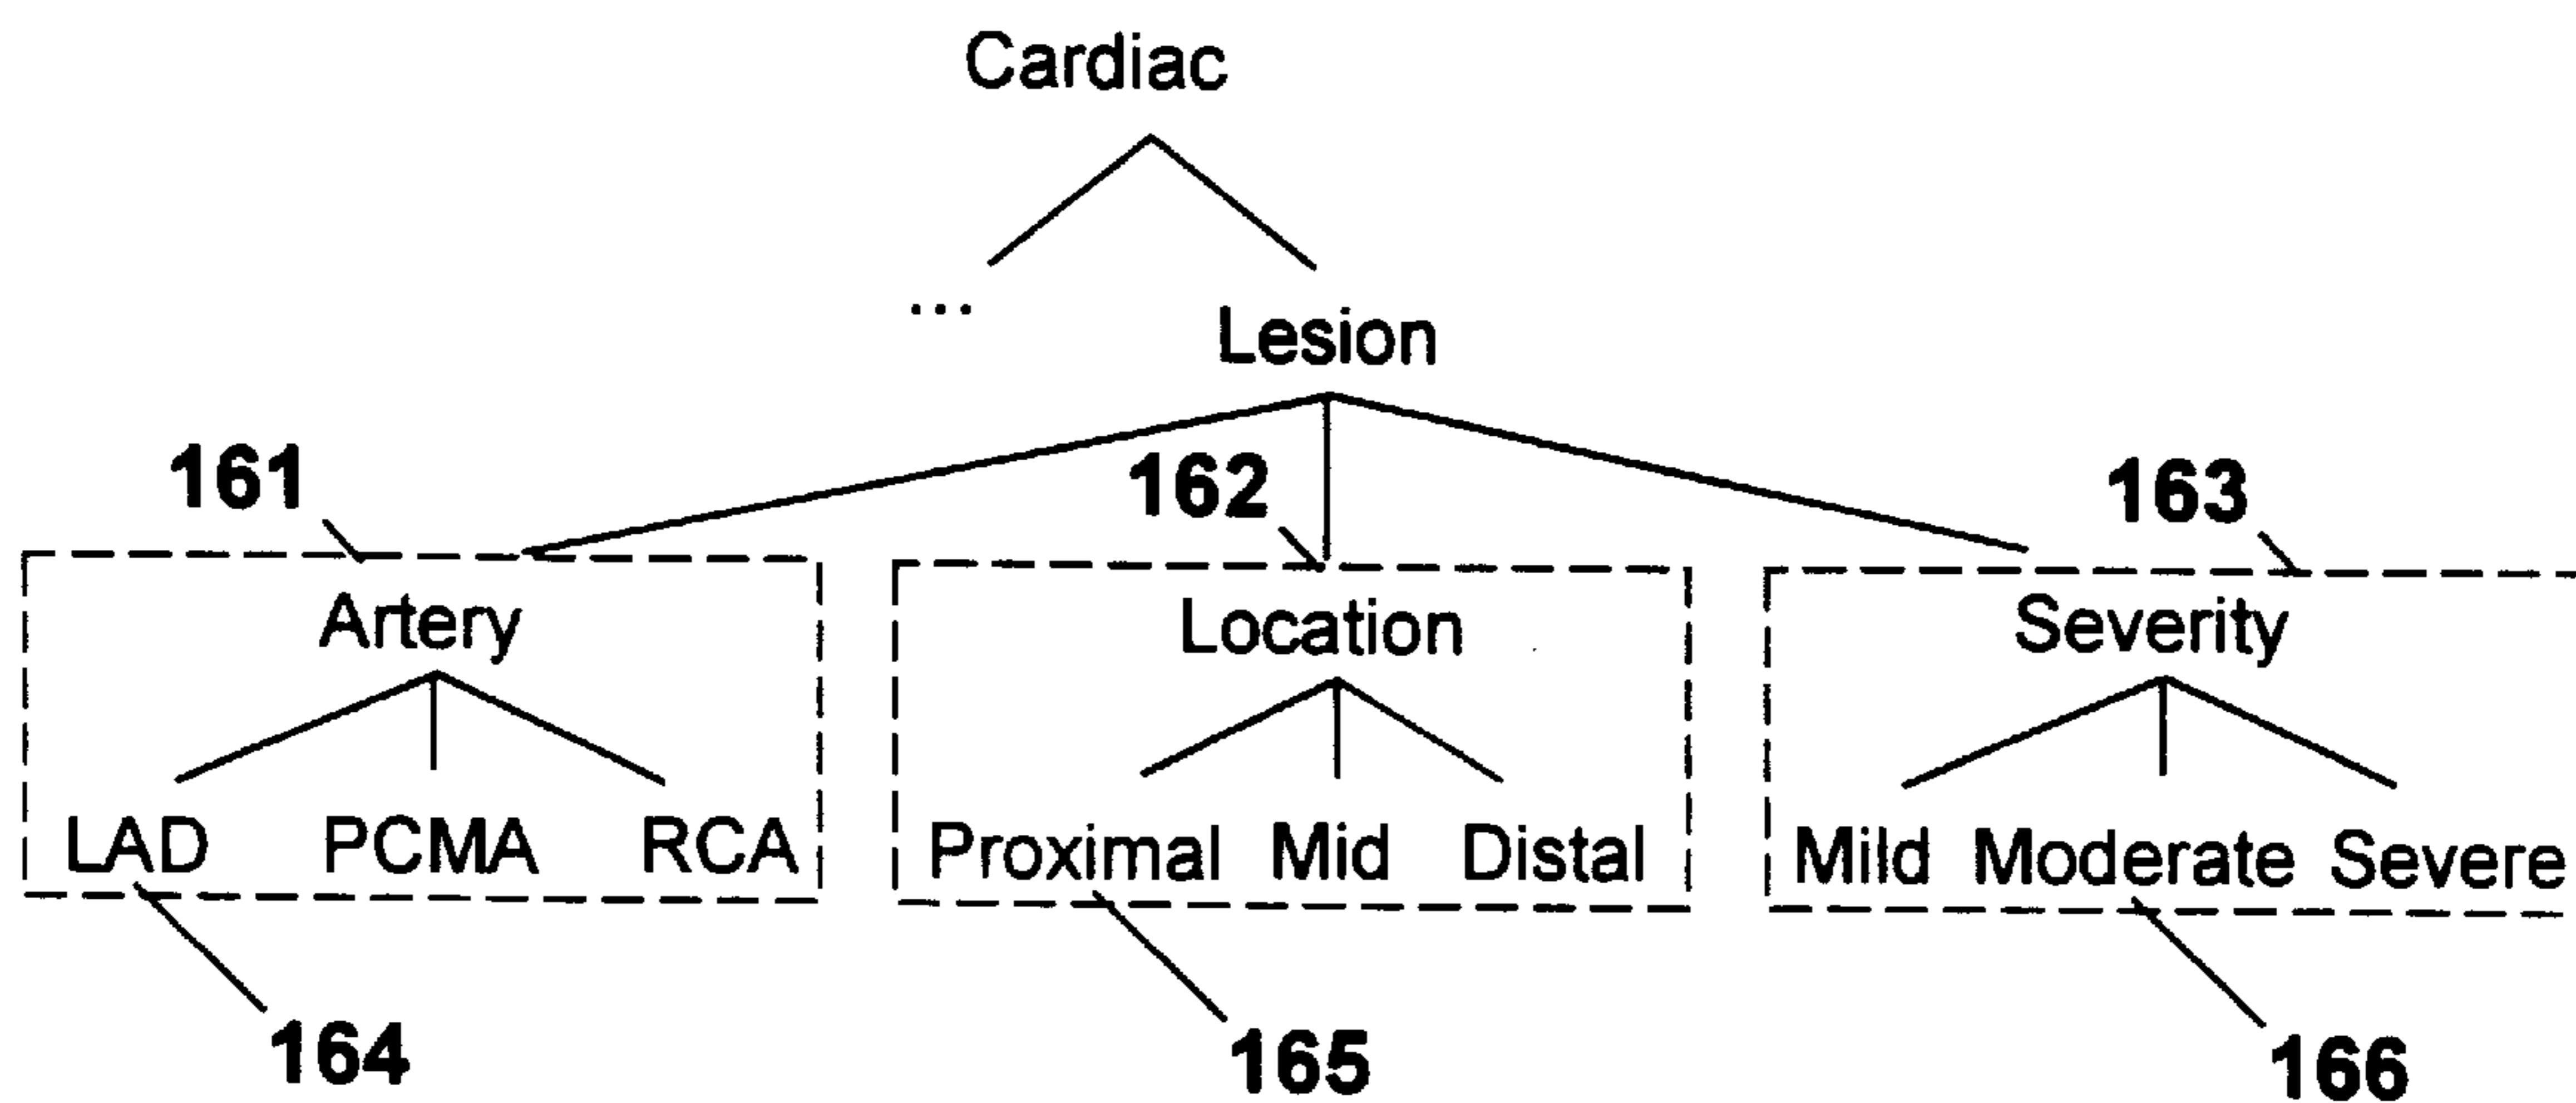 Cardiac
...
Lesion
161 162 163
Artery Location Severity
LAD PCMA RCA Proximal Mid Distal Mild Moderate Severe
164 165 166